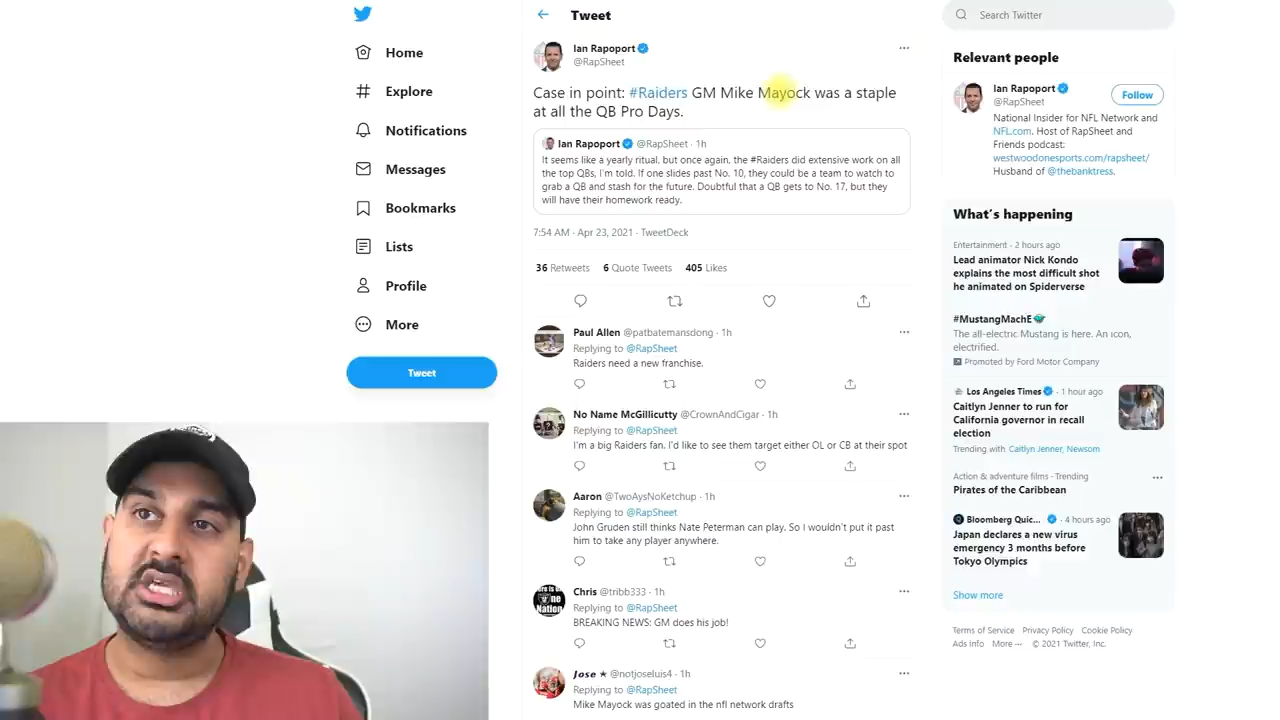 Home
Explore
Notifications
Messages
Bookmarks
Lists
Profile
More
Tweet
Tweet
Ian Rapoport
@RapSheet
Case in point: #Raiders GM Mike Mayock was a staple
at all the QB Pro Days.
Ian Rapoport @RapSheet · 1h
It seems like a yearly ritual, but once again, the #Raiders did extensive work on all
the top QBs, I'm told. If one slides past No. 10, they could be a team to watch to
grab a QB and stash for the future. Doubtful that a QB gets to No. 17, but they
will have their homework ready.
7:54 AM · Apr 23, 2021 · TweetDeck
36 Retweets 6 Quote Tweets 405 Likes
Paul Allen @patbatemansdong · 1h
Replying to @RapSheet
Raiders need a new franchise.
No Name McGillicutty @CrownAndCigar · 1h
Replying to @RapSheet
I'm a big Raiders fan. I'd like to see them target either OL or CB at their spot
Aaron @TwoAysNoKetchup · 1h
Replying to @RapSheet
John Gruden still thinks Nate Peterman can play. So I wouldn't put it past
him to take any player anywhere.
Chris @tribb333 · 1h
Replying to @RapSheet
BREAKING NEWS: GM does his job!
Jose ★ @notjoseluis4 · 1h
Replying to @RapSheet
Mike Mayock was goated in the nfl network drafts
Search Twitter
Relevant people
Ian Rapoport
@RapSheet
Follow
National Insider for NFL Network and
NFL.com. Host of RapSheet and
Friends podcast:
westwoodonesports.com/rapsheet/
Husband of @thebanktress.
What's happening
Entertainment · 2 hours ago
Lead animator Nick Kondo
explains the most difficult shot
he animated on Spiderverse
#MustangMachE
The all-electric Mustang is here. An icon,
electrified.
Promoted by Ford Motor Company
Los Angeles Times · 1 hour ago
Caitlyn Jenner to run for
California governor in recall
election
Trending with Caitlyn Jenner, Newsom
Action & adventure films · Trending
Pirates of the Caribbean
Bloomberg Quic... · 4 hours ago
Japan declares a new virus
emergency 3 months before
Tokyo Olympics
Show more
Terms of Service Privacy Policy Cookie Policy
Ads info More ··· © 2021 Twitter, Inc.